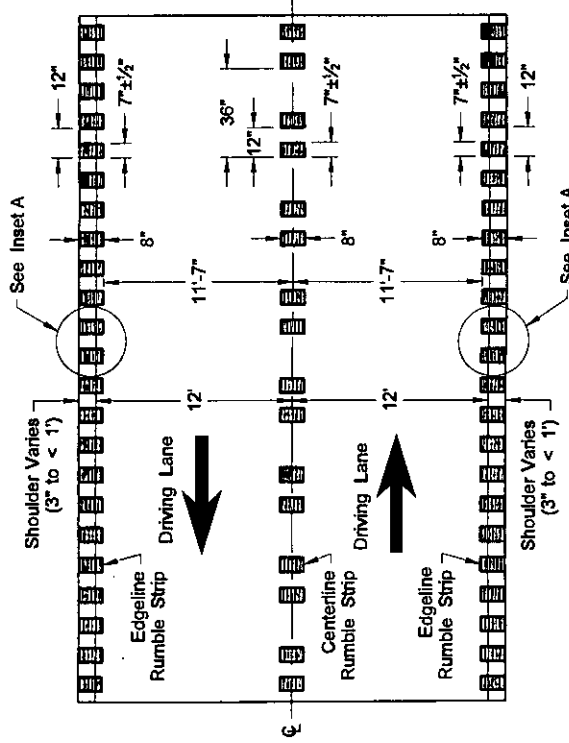 See Inset A
12"
7"±½"
36"
12"
7"±½"
7"±½"
12"
See Inset A
8"
8"
8"
11'-7"
11'-7"
Shoulder Varies
(3" to < 1')
12'
12'
Shoulder Varies
(3" to < 1')
Driving Lane
Driving Lane
Edgeline
Rumble Strip
Centerline
Rumble Strip
Edgeline
Rumble Strip
℄